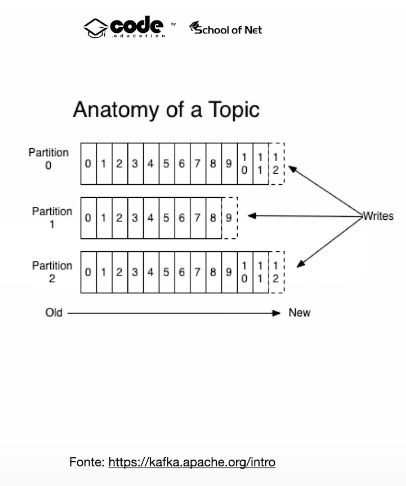 code
.education
by
School of Net
Anatomy of a Topic
Partition
0
0 1 2 3 4 5 6 7 8 9 10 11 12
Partition
1
0 1 2 3 4 5 6 7 8 9
Writes
Partition
2
0 1 2 3 4 5 6 7 8 9 10 11 12
Old
New
Fonte: https://kafka.apache.org/intro